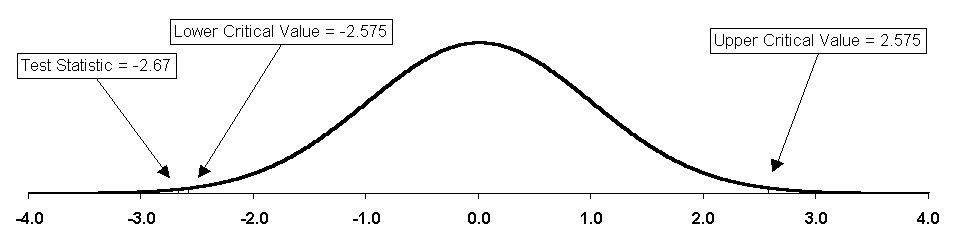 Lower Critical Value = -2.575
Upper Critical Value = 2.575
Test Statistic = -2.67
-4.0 -3.0 -2.0 -1.0 0.0 1.0 2.0 3.0 4.0